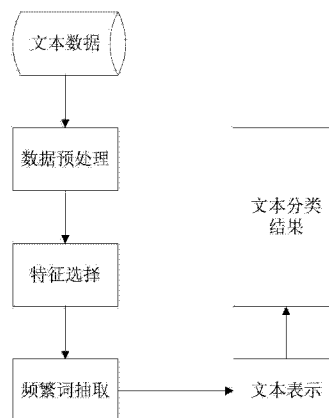 文本数据
数据预处理
特征选择
频繁词抽取
文本表示
文本分类
结果